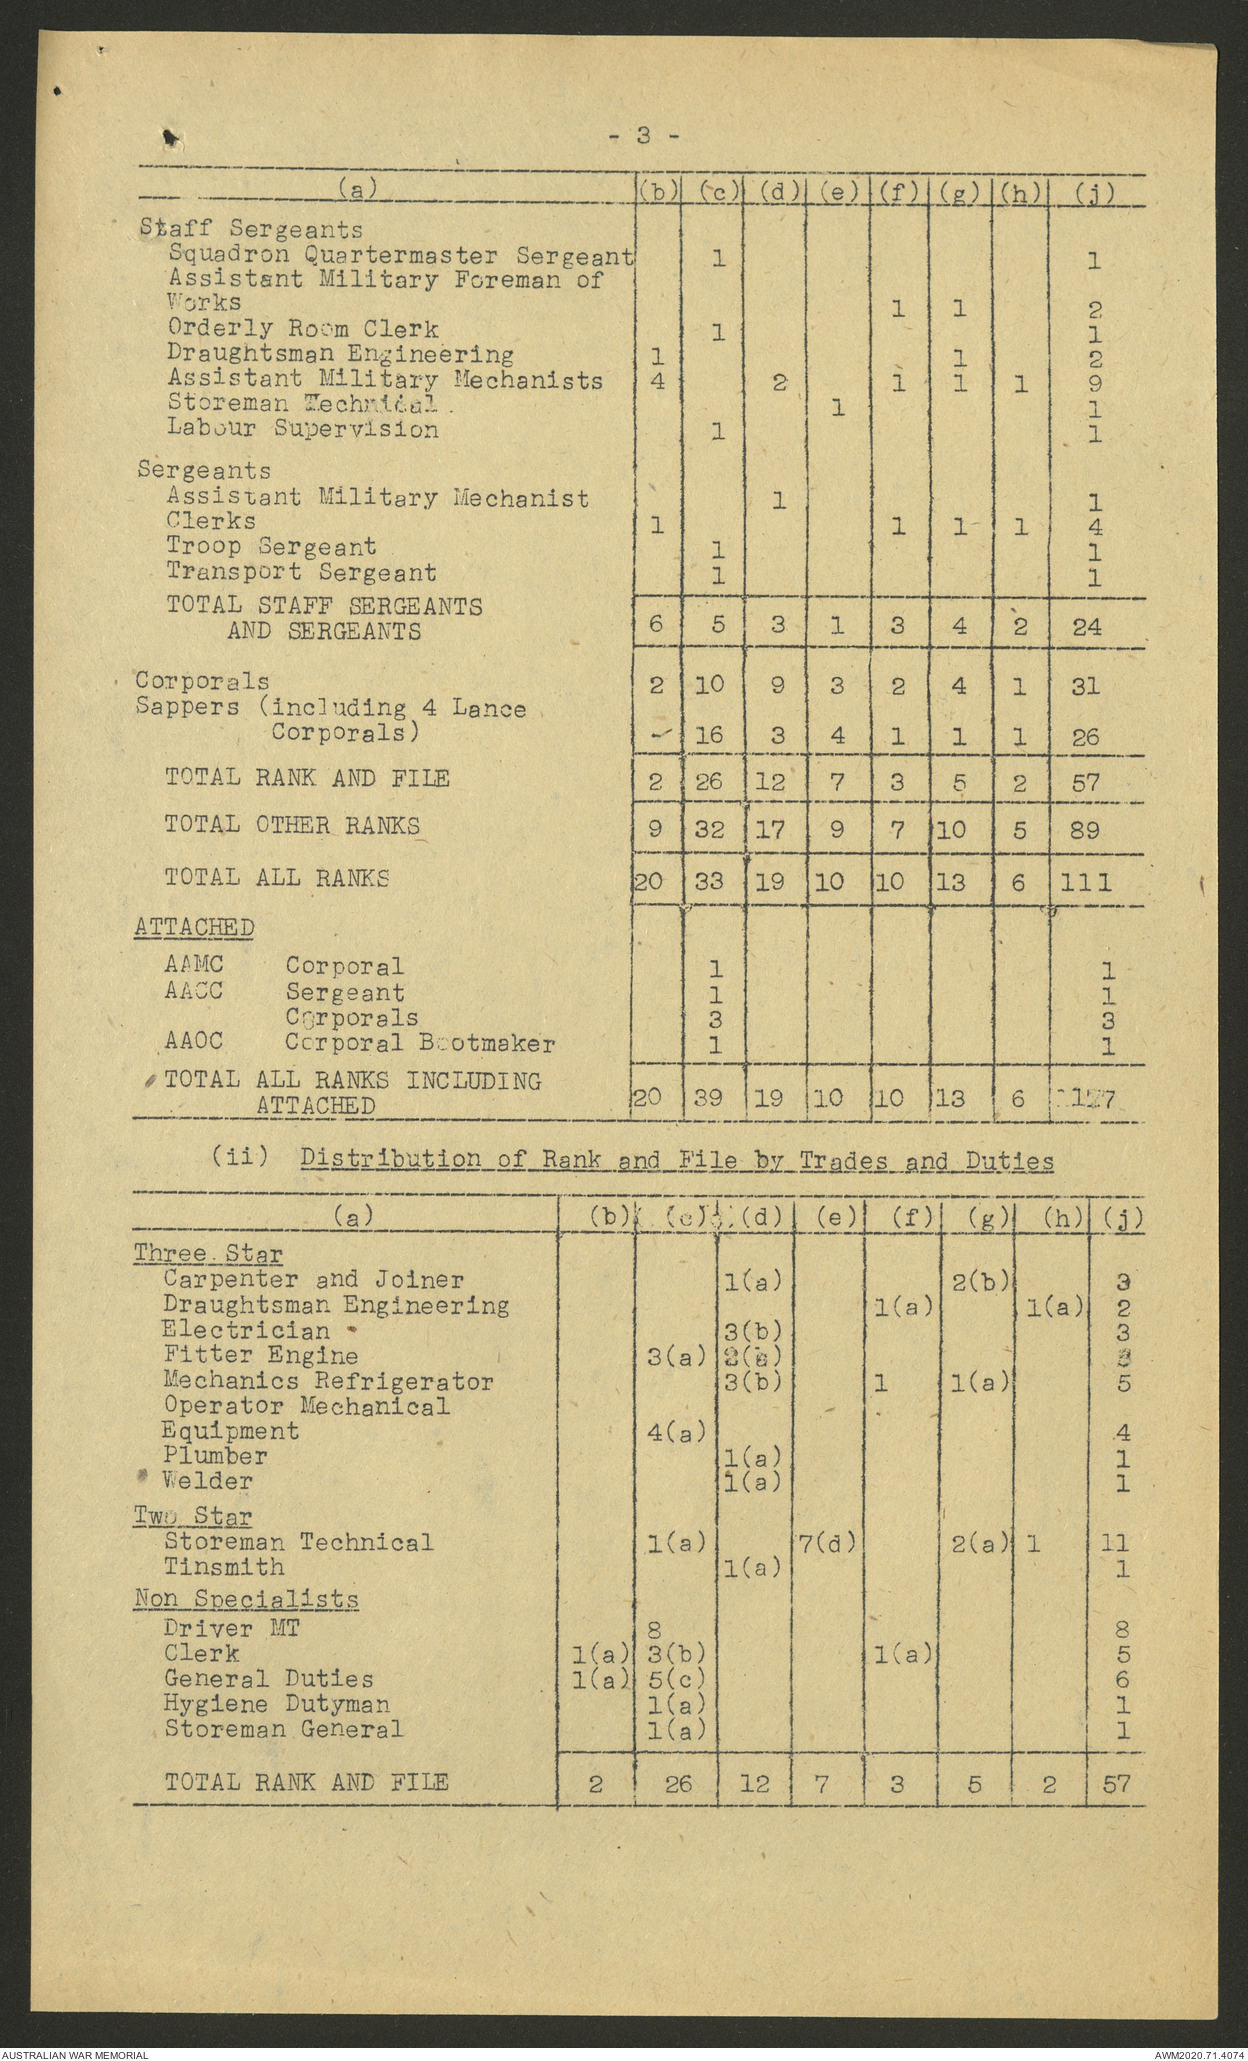 - 3 -
(a) (b) (c) (d) (e) (f) (g) (h) (j)
Staff Sergeants
Squadron Quartermaster Sergeant 1 1
Assistant Military Foreman of
Works 1 1 2
Orderly Room Clerk 1 1
Draughtsman Engineering 1 1 2
Assistant Military Mechanists 4 2 1 1 1 9
Storeman Technical 1 1
Labour Supervision 1 1
Sergeants
Assistant Military Mechanist 1 1
Clerks 1 1 1 1 4
Troop Sergeant 1 1
Transport Sergeant 1 1
TOTAL STAFF SERGEANTS
AND SERGEANTS 6 5 3 1 3 4 2 24
Corporals 2 10 9 3 2 4 1 31
Sappers (including 4 Lance
Corporals) - 16 3 4 1 1 1 26
TOTAL RANK AND FILE 2 26 12 7 3 5 2 57
TOTAL OTHER RANKS 9 32 17 9 7 10 5 89
TOTAL ALL RANKS 20 33 19 10 10 13 6 111
ATTACHED
AAMC Corporal 1 1
AACC Sergeant 1 1
Corporals 3 3
AAOC Corporal Bootmaker 1 1
TOTAL ALL RANKS INCLUDING
ATTACHED 20 39 19 10 10 13 6
(ii) Distribution of Rank and File by Trades and Duties
(a) (b) (c) (d) (e) (f) (g) (h) (j)
Three Star
Carpenter and Joiner 1(a) 2(b) 3
Draughtsman Engineering 1(a) 1(a) 2
Electrician 3(b) 3
Fitter Engine 3(a)
Mechanics Refrigerator 3(b) 1 1(a) 5
Operator Mechanical
Equipment 4(a) 4
Plumber 1(a) 1
Welder 1(a) 1
Two Star
Storeman Technical 1(a) 7(d) 2(a) 1 11
Tinsmith 1(a) 1
Non Specialists
Driver MT 8 8
Clerk 1(a) 3(b) 1(a) 5
General Duties 1(a) 5(c) 6
Hygiene Dutyman 1(a) 1
Storeman General 1(a) 1
TOTAL RANK AND FILE 2 26 12 7 3 5 2 57
AUSTRALIAN WAR MEMORIAL AWM2020.71.4074